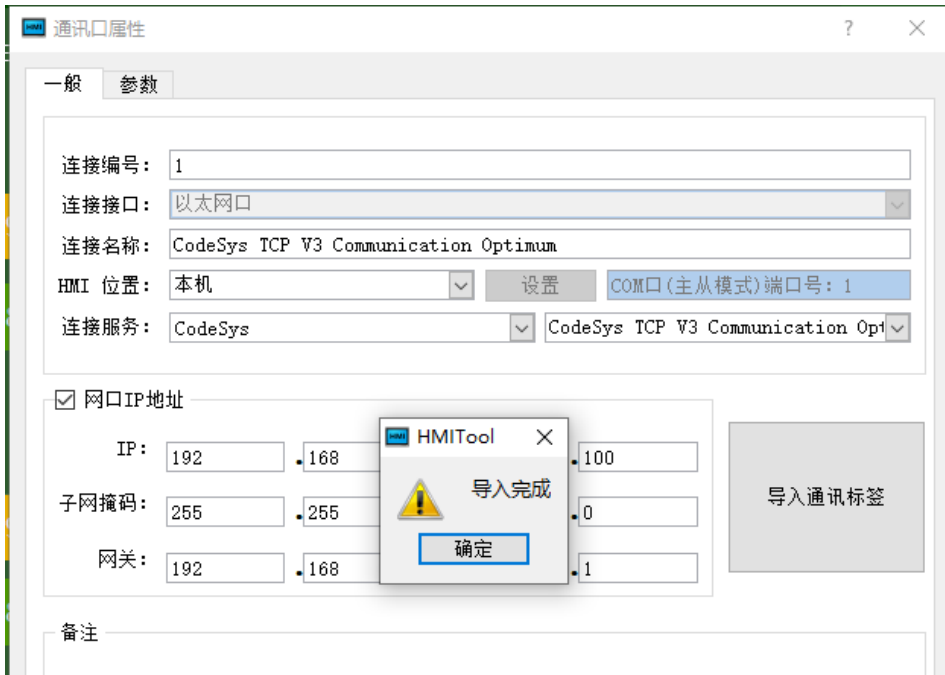 通讯口属性
一般 参数
连接编号: 1
连接接口: 以太网口
连接名称: CodeSys TCP V3 Communication Optimum
HMI 位置: 本机 设置 COM口(主从模式)端口号: 1
连接服务: CodeSys CodeSys TCP V3 Communication Opt
网口IP地址
HMITool
IP: 192 .168 .100
导入完成
导入通讯标签
子网掩码: 255 .255 .0
确定
网关: 192 .168 .1
备注